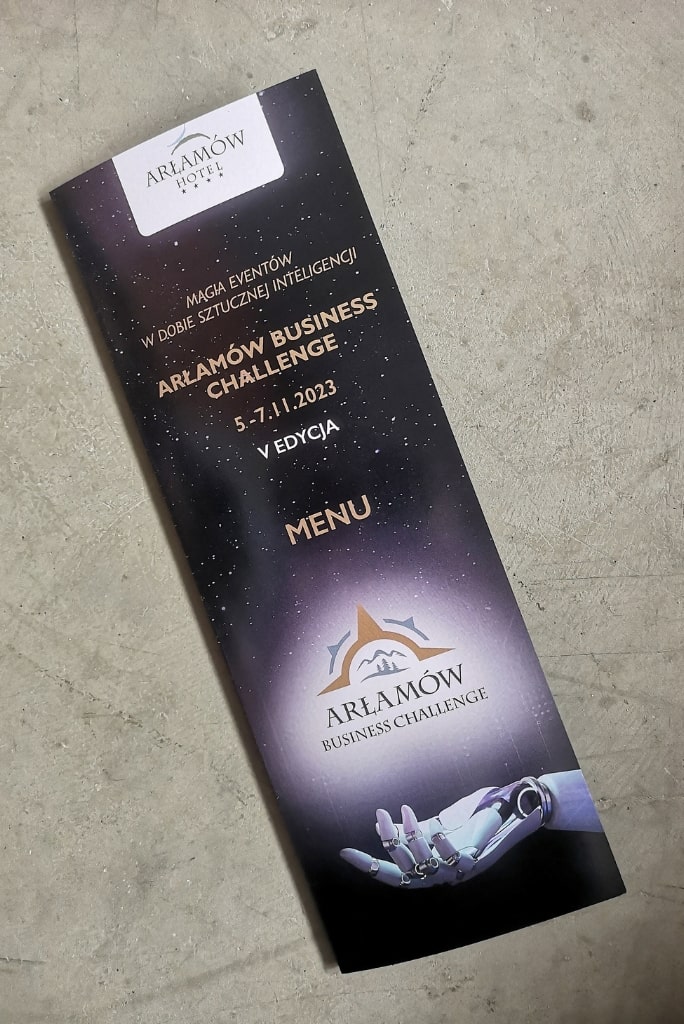 ARŁAMÓW
HOTEL
★ ★ ★ ★
MAGIA EVENTÓW
W DOBIE SZTUCZNEJ INTELIGENCJI
ARŁAMÓW BUSINESS
CHALLENGE
5.-7.11.2023
V EDYCJA
MENU
ARŁAMÓW
BUSINESS CHALLENGE